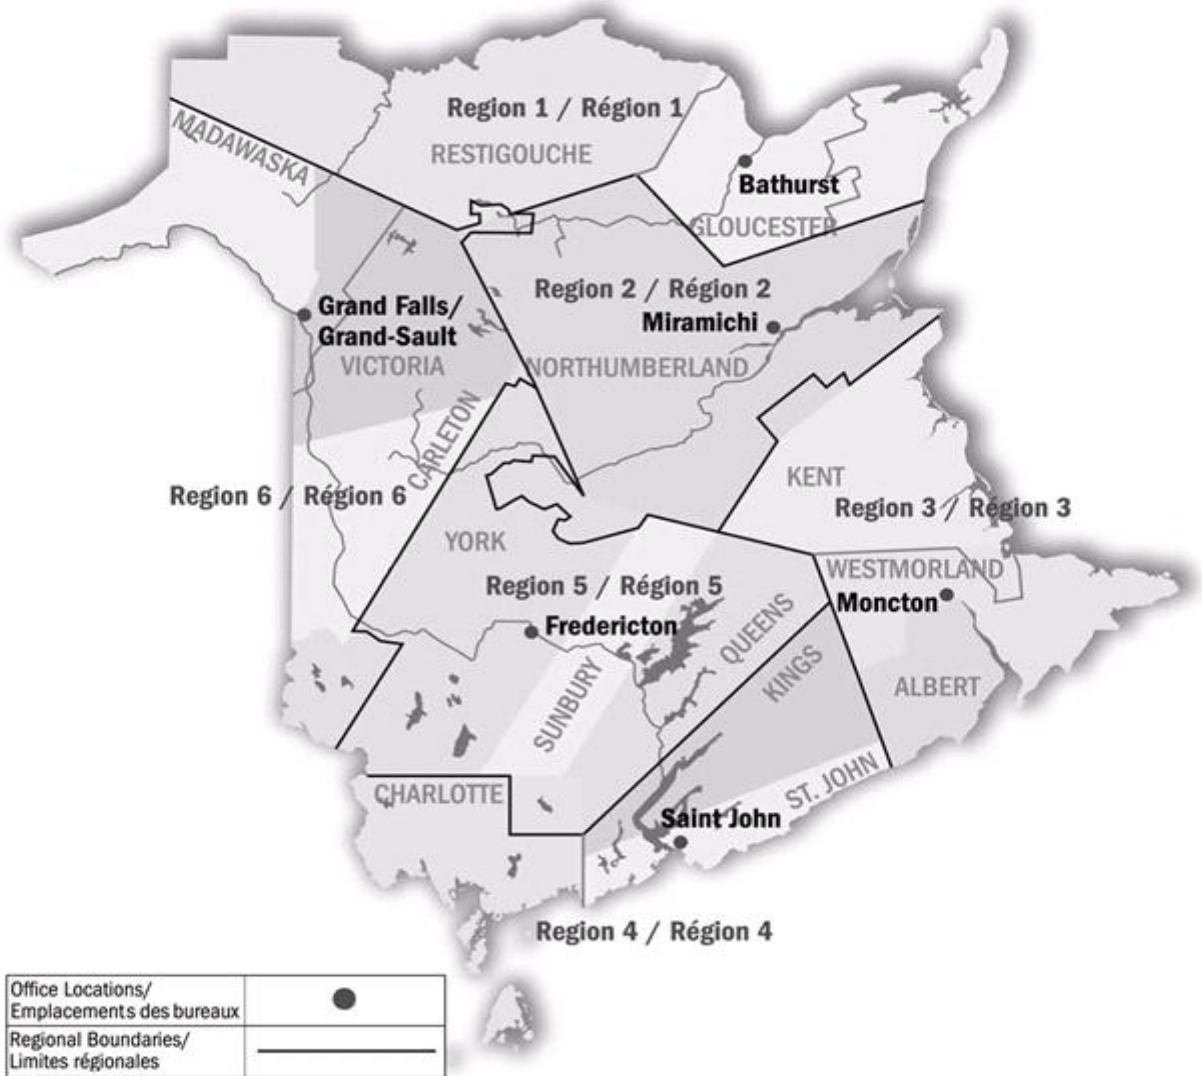 Region 1 / Région 1
MADAWASKA
RESTIGOUCHE
Bathurst
GLOUCESTER
Region 2 / Région 2
Grand Falls/
Grand-Sault
Miramichi
VICTORIA
NORTHUMBERLAND
CARLETON
KENT
Region 6 / Région 6
Region 3 / Région 3
YORK
WESTMORLAND
Region 5 / Région 5
Moncton
Fredericton
QUEENS
KINGS
SUNBURY
ALBERT
CHARLOTTE
ST. JOHN
Saint John
Region 4 / Région 4
Office Locations/
Emplacements des bureaux
Regional Boundaries/
Limites régionales